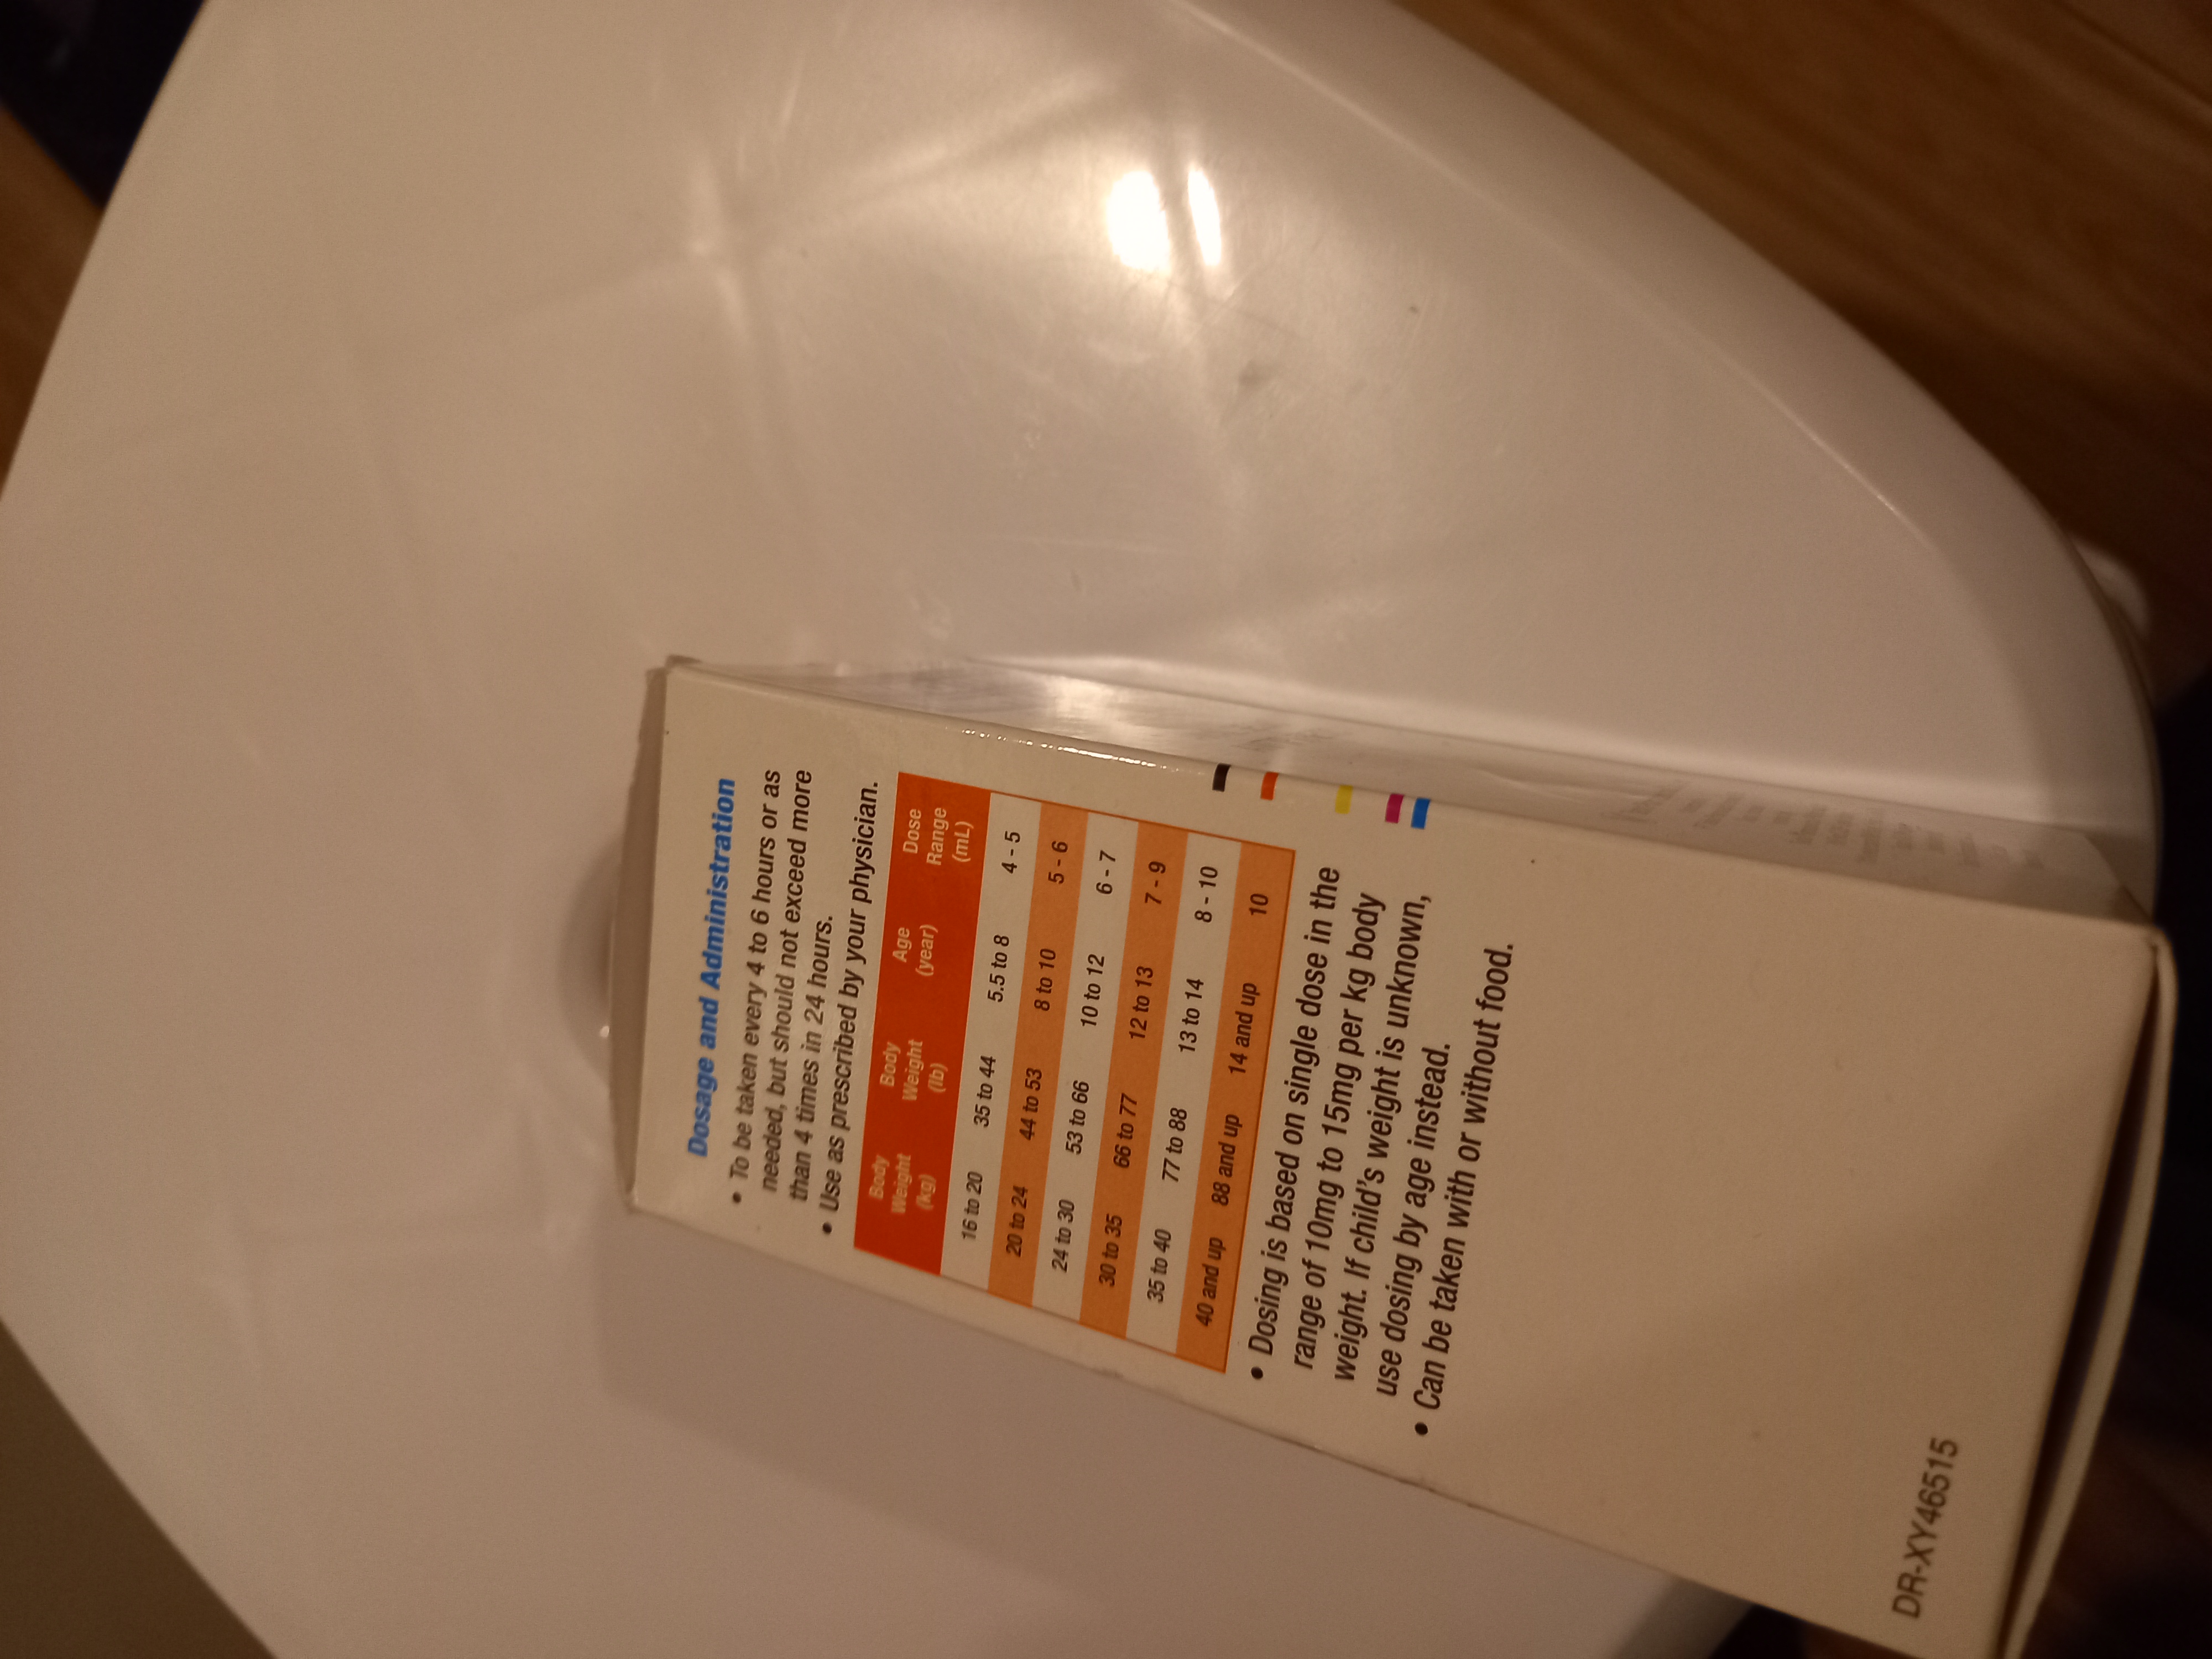 Dosage and Administration
• To be taken every 4 to 6 hours or as
needed, but should not exceed more
than 4 times in 24 hours.
• Use as prescribed by your physician.
Body Weight (kg) Body Weight (lb) Age (year) Dose Range (mL)
16 to 20 35 to 44 5.5 to 8 4 - 5
20 to 24 44 to 53 8 to 10 5 - 6
24 to 30 53 to 66 10 to 12 6 - 7
30 to 35 66 to 77 12 to 13 7 - 9
35 to 40 77 to 88 13 to 14 8 - 10
40 and up 88 and up 14 and up 10
• Dosing is based on single dose in the
range of 10mg to 15mg per kg body
weight. If child's weight is unknown,
use dosing by age instead.
• Can be taken with or without food.
DR-XY46515